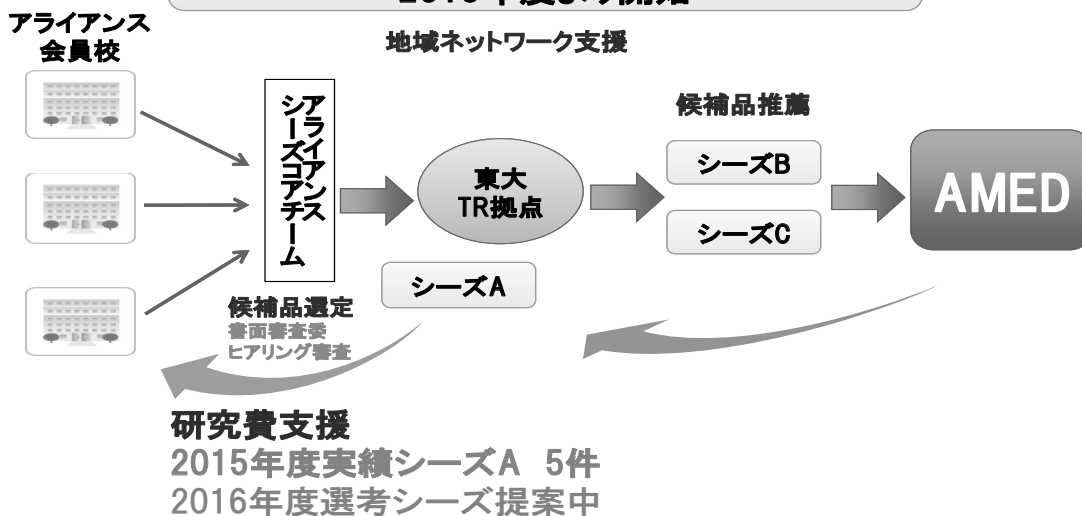 アライアンス
会員校
地域ネットワーク支援
アライアンス
シーズコアチーム
東大
TR拠点
シーズA
候補品推薦
シーズB
シーズC
AMED
候補品選定
書面審査委
ヒアリング審査
研究費支援
2015年度実績シーズA 5件
2016年度選考シーズ提案中